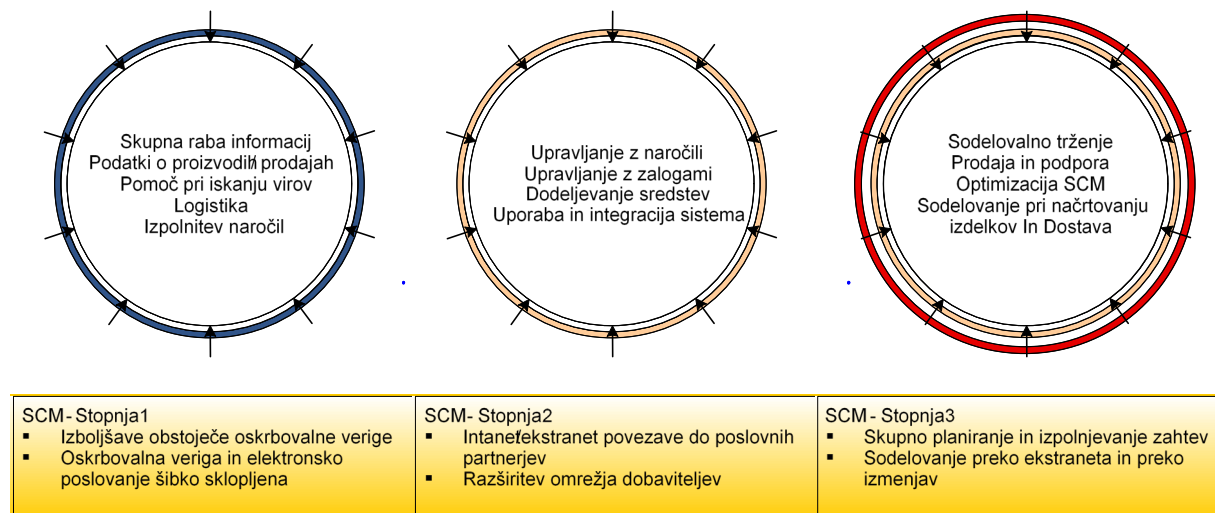 Skupna raba informacij
Podatki o proizvodih/prodajah
Pomoč pri iskanju virov
Logistika
Izpolnitev naročil
Upravljanje z naročili
Upravljanje z zalogami
Dodeljevanje sredstev
Uporaba in integracija sistema
Sodelovalno trženje
Prodaja in podpora
Optimizacija SCM
Sodelovanje pri načrtovanju
izdelkov In Dostava
SCM - Stopnja1
▪ Izboljšave obstoječe oskrbovalne verige
▪ Oskrbovalna veriga in elektronsko
poslovanje šibko sklopljena
SCM- Stopnja2
▪ Intanet/ekstranet povezave do poslovnih
partnerjev
▪ Razširitev omrežja dobaviteljev
SCM - Stopnja3
▪ Skupno planiranje in izpolnjevanje zahtev
▪ Sodelovanje preko ekstraneta in preko
izmenjav